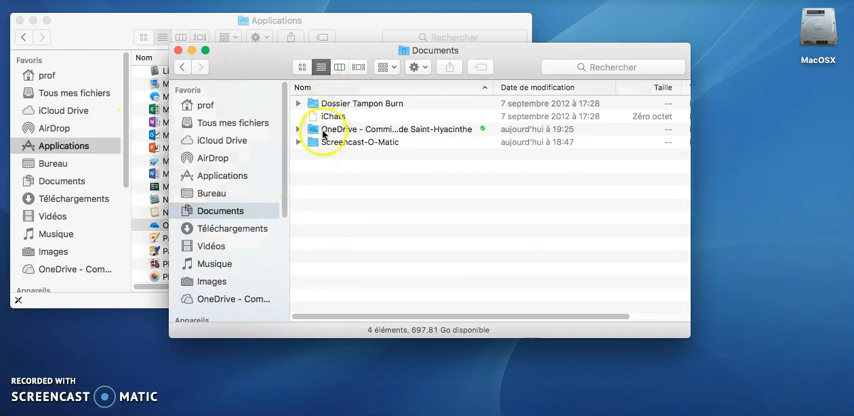 Applications
Rechercher
MacOSX
Favoris
prof
Tous mes fichiers
iCloud Drive
AirDrop
Applications
Bureau
Documents
Téléchargements
Vidéos
Musique
Images
OneDrive - Com...
Appareils
Nom
Documents
Rechercher
Favoris
prof
Tous mes fichiers
iCloud Drive
AirDrop
Applications
Bureau
Documents
Téléchargements
Vidéos
Musique
Images
OneDrive - Com...
Appareils
Nom Date de modification Taille
Dossier Tampon Burn 7 septembre 2012 à 17:28 --
iChats 7 septembre 2012 à 17:28 Zéro octet
OneDrive - Commi...de Saint-Hyacinthe aujourd'hui à 19:25 --
Screencast-O-Matic aujourd'hui à 18:47 --
4 éléments, 697,81 Go disponible
RECORDED WITH
SCREENCAST MATIC